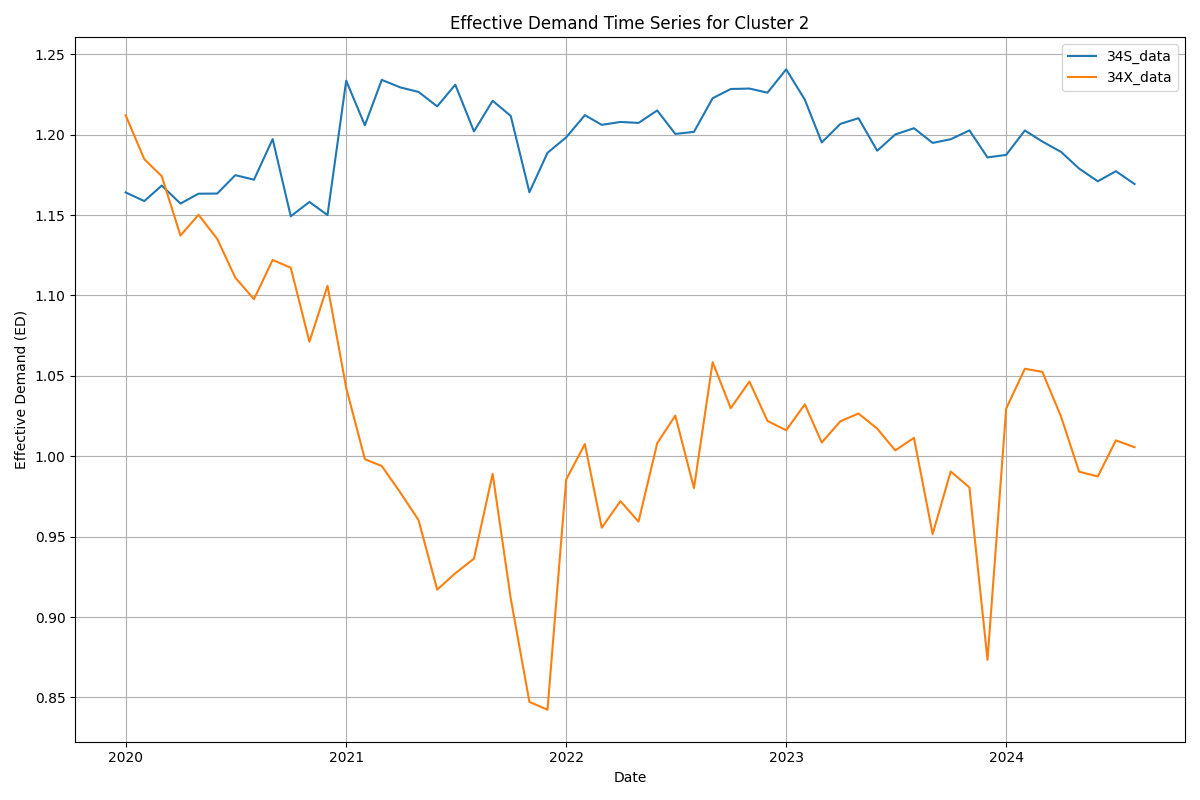 Effective Demand Time Series for Cluster 2
34S_data
34X_data
Effective Demand (ED)
1.25
1.20
1.15
1.10
1.05
1.00
0.95
0.90
0.85
2020
2021
2022
2023
2024
Date